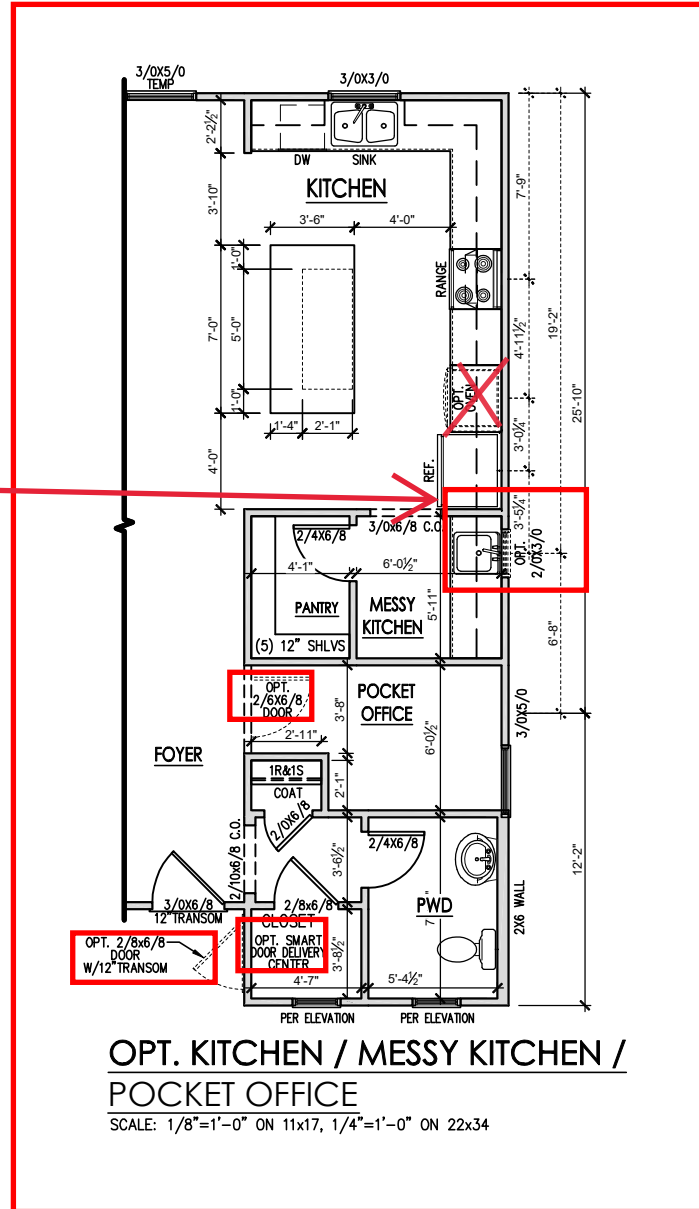 3/0X5/0
TEMP
3/0X3/0
2'-2½"
DW
SINK
KITCHEN
7'-9"
3'-10"
3'-6"
4'-0"
RANGE
1'-0"
7'-0"
5'-0"
1'-0"
4'-11½"
19'-2"
25'-10"
OPT.
OVEN
1'-4"
2'-1"
3'-0¼"
4'-0"
REF.
3'-5¼"
3/0X6/8 C.O.
2/4X6/8
OPT.
2/0X3/0
4'-1"
6'-0½"
PANTRY
MESSY
KITCHEN
5'-11"
(5) 12" SHLVS
6'-8"
OPT.
2/6X6/8
DOOR
POCKET
OFFICE
3'-8"
2'-11"
6'-0½"
3/0X5/0
FOYER
1R&1S
COAT
2'-1"
2/0X6/8
2/10x6/8 C.O.
3'-6½"
2/4X6/8
12'-2"
3/0X6/8
12"TRANSOM
2/8x6/8
CLOSET
PWD
2X6 WALL
OPT. 2/8x6/8
DOOR
W/12"TRANSOM
OPT. SMART
DOOR DELIVERY
CENTER
3'-8½"
4'-7"
5'-4½"
PER ELEVATION
PER ELEVATION
OPT. KITCHEN / MESSY KITCHEN /
POCKET OFFICE
SCALE: 1/8"=1'-0" ON 11x17, 1/4"=1'-0" ON 22x34